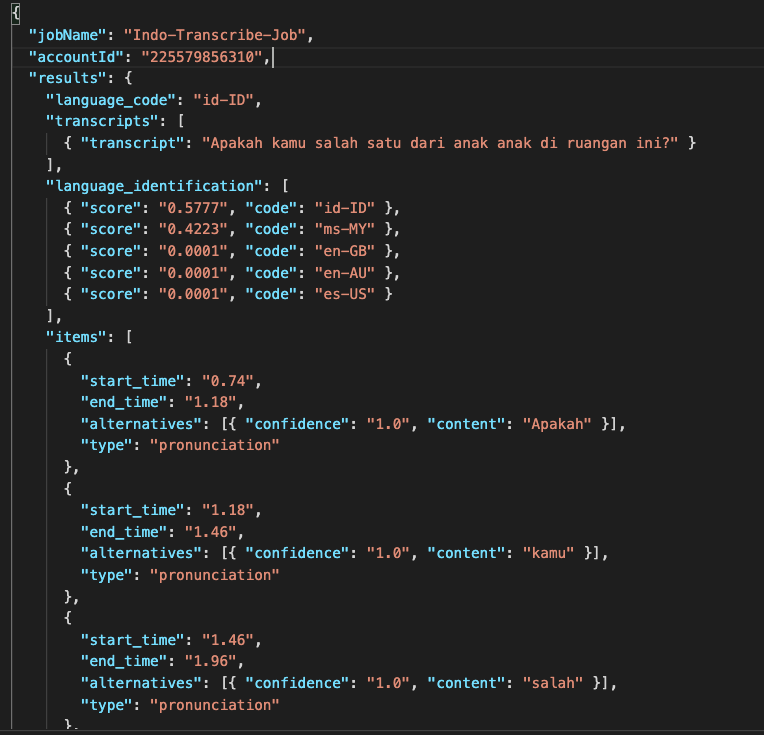 {
"jobName": "Indo-Transcribe-Job",
"accountId": "225579856310",
"results": {
"language_code": "id-ID",
"transcripts": [
{ "transcript": "Apakah kamu salah satu dari anak anak di ruangan ini?" }
],
"language_identification": [
{ "score": "0.5777", "code": "id-ID" },
{ "score": "0.4223", "code": "ms-MY" },
{ "score": "0.0001", "code": "en-GB" },
{ "score": "0.0001", "code": "en-AU" },
{ "score": "0.0001", "code": "es-US" }
],
"items": [
{
"start_time": "0.74",
"end_time": "1.18",
"alternatives": [{ "confidence": "1.0", "content": "Apakah" }],
"type": "pronunciation"
},
{
"start_time": "1.18",
"end_time": "1.46",
"alternatives": [{ "confidence": "1.0", "content": "kamu" }],
"type": "pronunciation"
},
{
"start_time": "1.46",
"end_time": "1.96",
"alternatives": [{ "confidence": "1.0", "content": "salah" }],
"type": "pronunciation"
},